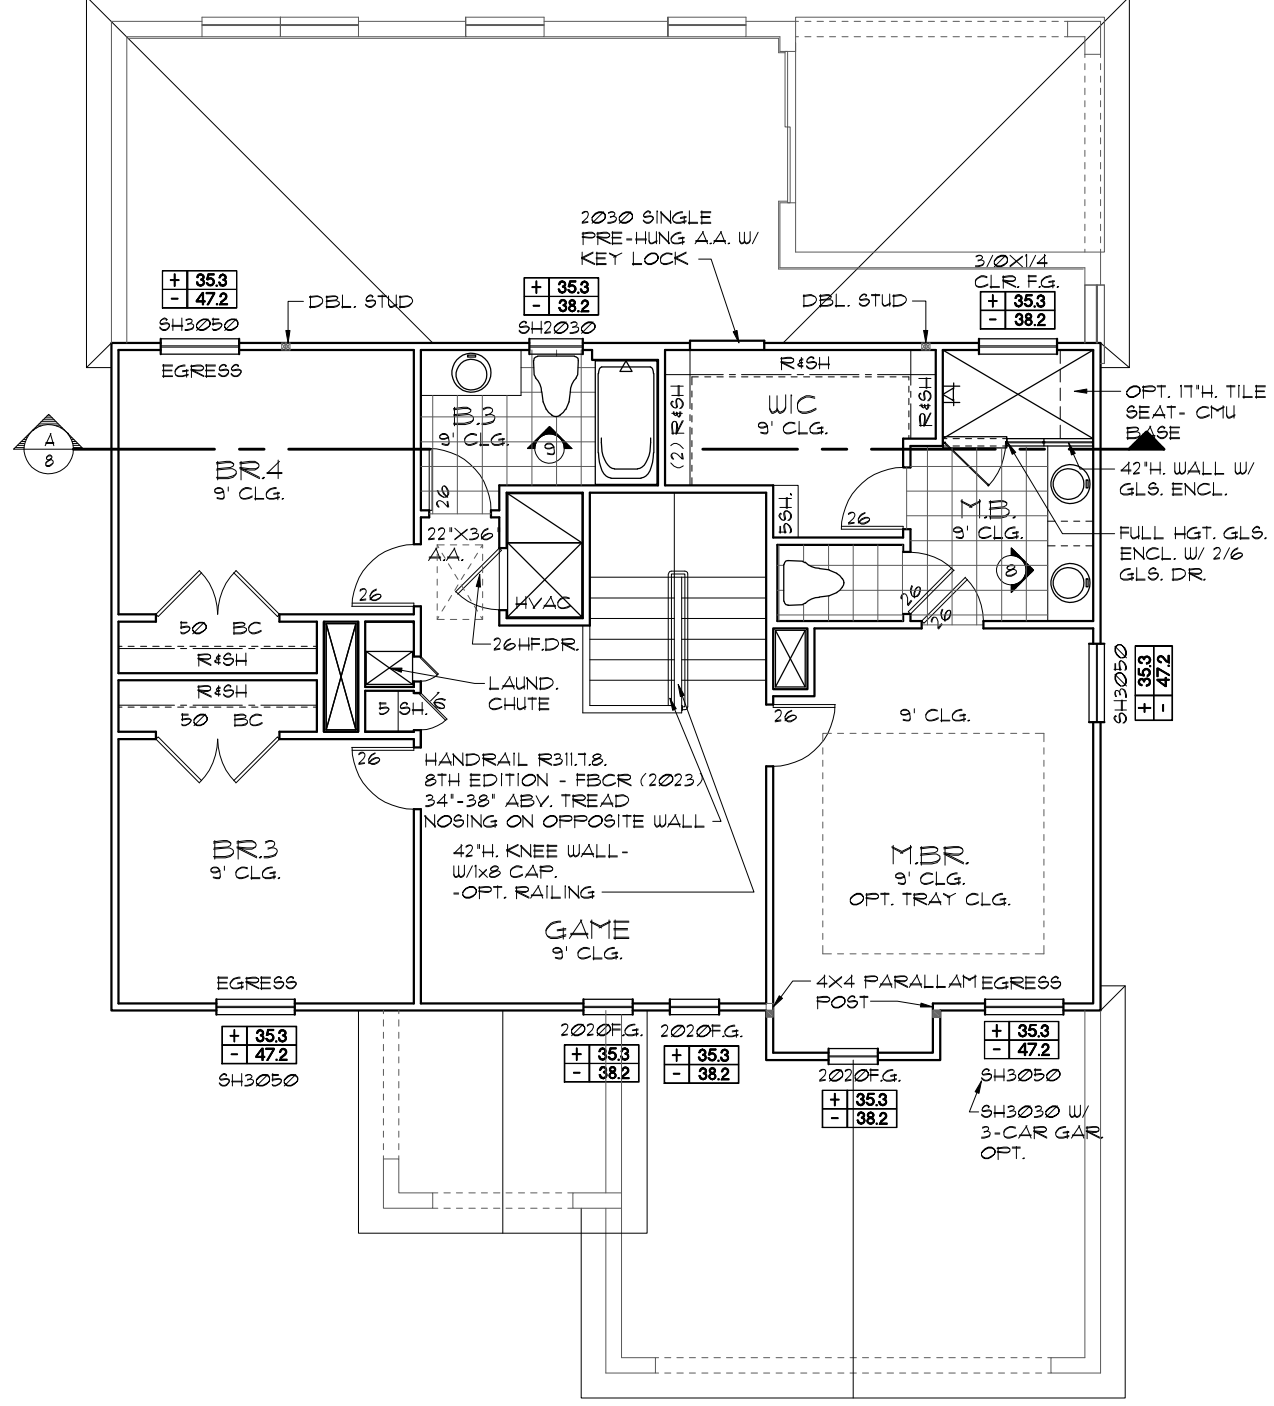 2030 SINGLE
PRE-HUNG A.A. W/
KEY LOCK
3/0X1/4
CLR. F.G.
+ 35.3
- 47.2
SH3050
EGRESS
DBL. STUD
+ 35.3
- 38.2
SH2030
DBL. STUD
+ 35.3
- 38.2
R&SH
(2) R&SH
R&SH
WIC
9' CLG.
B.3
9' CLG.
9
OPT. 17"H. TILE
SEAT- CMU
BASE
A
8
BR.4
9' CLG.
42"H. WALL W/
GLS. ENCL.
26
5SH.
26
M.B.
9' CLG.
22"X36"
A.A.
FULL HGT. GLS.
ENCL. W/ 2/6
GLS. DR.
8
26
HVAC
26
26
50 BC
R&SH
26HF.DR.
R&SH
50 BC
LAUND.
CHUTE
5 SH.
16
SH3050
+ 35.3
- 47.2
26
9' CLG.
26
HANDRAIL R311.7.8.
8TH EDITION - FBCR (2023)
34"-38" ABV. TREAD
NOSING ON OPPOSITE WALL
42"H. KNEE WALL-
W/1x8 CAP.
-OPT. RAILING
BR.3
9' CLG.
M.BR.
9' CLG.
OPT. TRAY CLG.
GAME
9' CLG.
EGRESS
4X4 PARALLAM
POST
EGRESS
+ 35.3
- 47.2
SH3050
2020F.G.
+ 35.3
- 38.2
2020F.G.
+ 35.3
- 38.2
2020F.G.
+ 35.3
- 38.2
+ 35.3
- 47.2
SH3050
SH3030 W/
3-CAR GAR.
OPT.